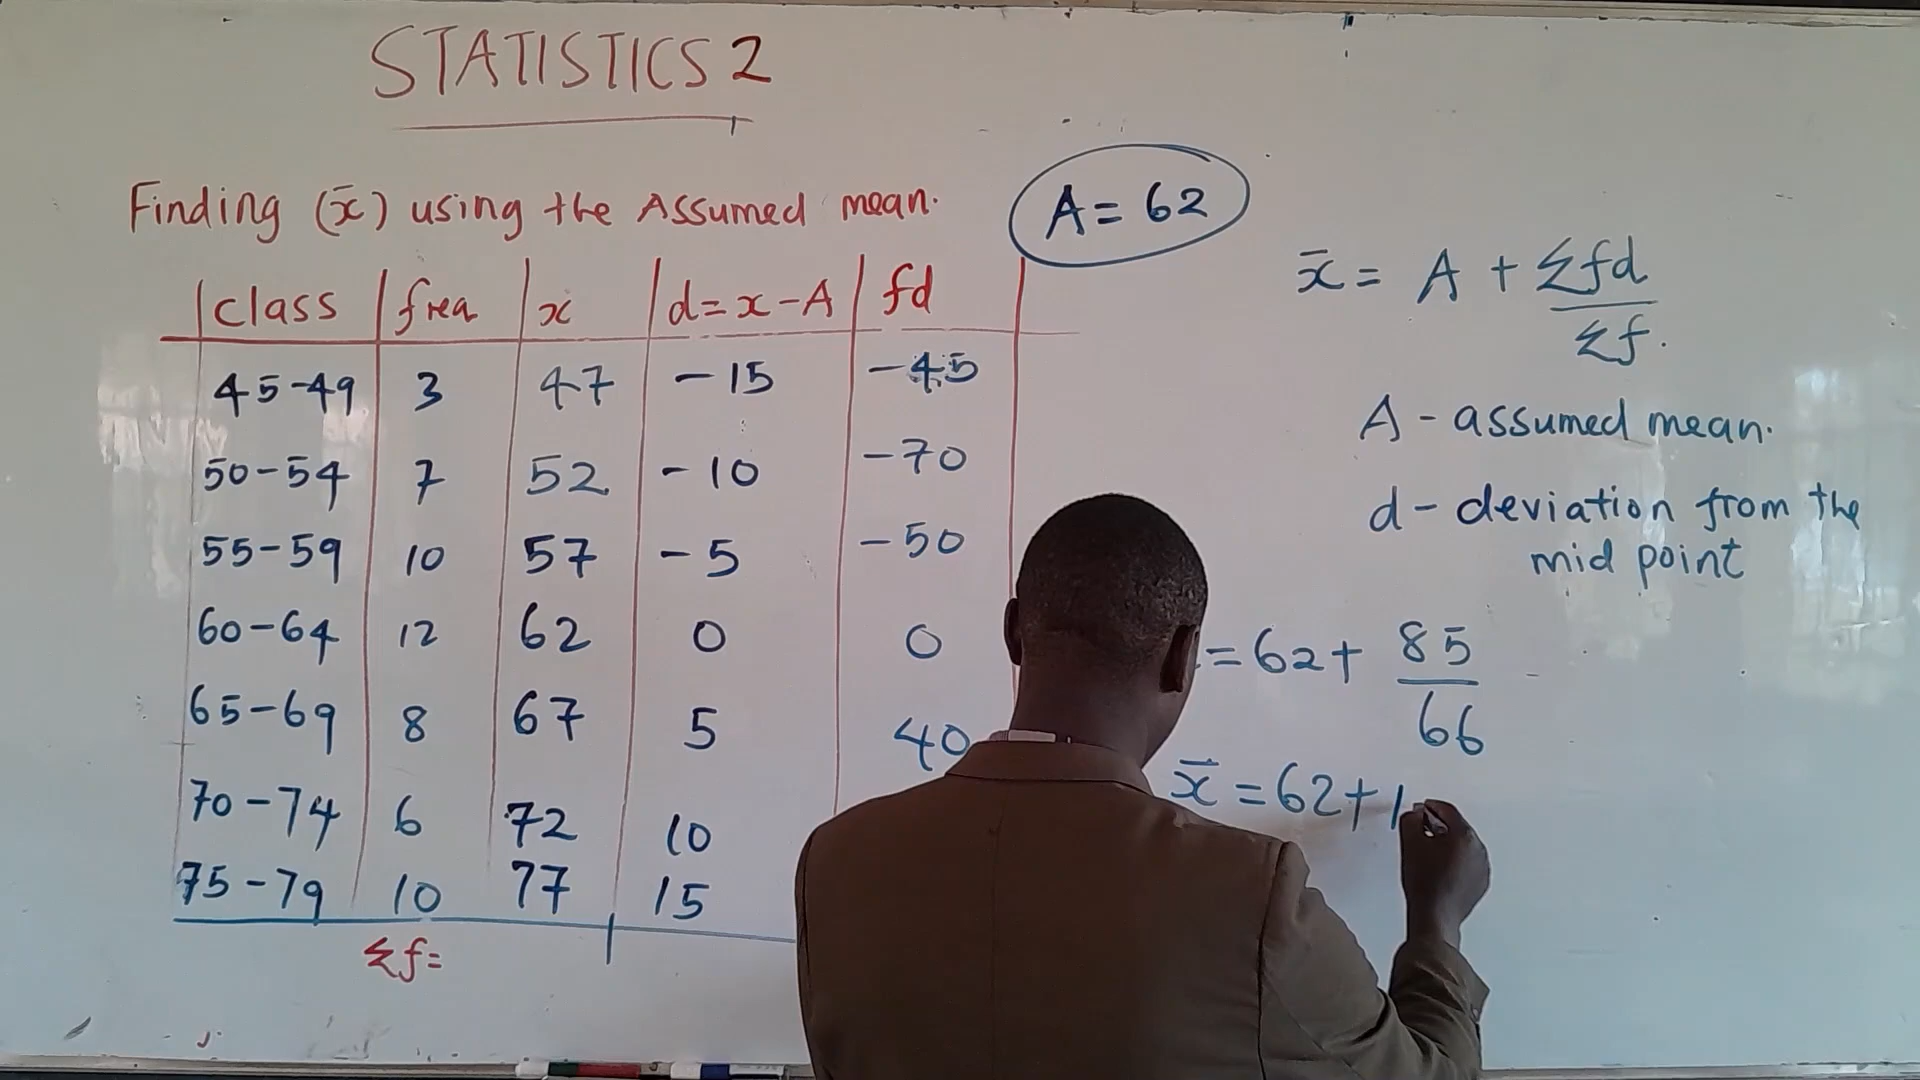 STATISTICS 2
Finding (x̄) using the Assumed mean.
A = 62
class freq x d=x-A fd
45-49 3 47 -15 -45
50-54 7 52 -10 -70
55-59 10 57 -5 -50
60-64 12 62 0 0
65-69 8 67 5 40
70-74 6 72 10
75-79 10 77 15
Σf=
x̄ = A + Σfd
Σf.
A - assumed mean.
d - deviation from the
mid point
= 62 + 85
66
x̄ = 62 + 1